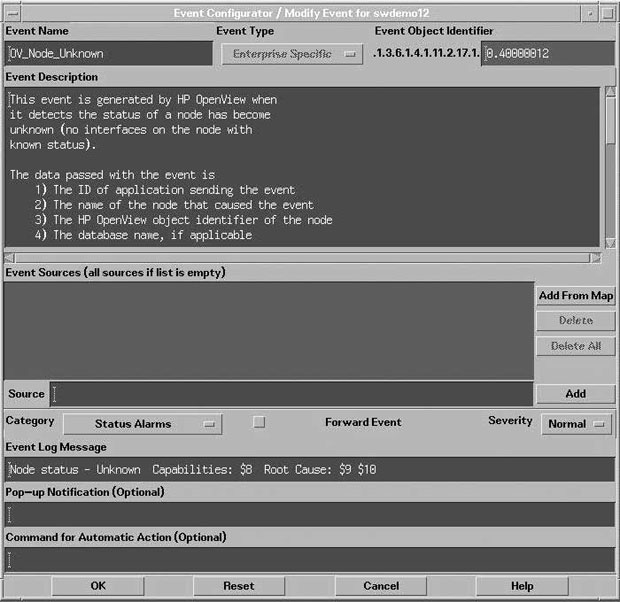 Event Configurator / Modify Event for swdemo12
Event Name Event Type Event Object Identifier
OV_Node_Unknown Enterprise Specific .1.3.6.1.4.1.11.2.17.1. 0.40000012
Event Description
This event is generated by HP OpenView when
it detects the status of a node has become
unknown (no interfaces on the node with
known status).
The data passed with the event is
1) The ID of application sending the event
2) The name of the node that caused the event
3) The HP OpenView object identifier of the node
4) The database name, if applicable
Event Sources (all sources if list is empty)
Add From Map
Delete
Delete All
Source Add
Category Status Alarms Forward Event Severity Normal
Event Log Message
Node status - Unknown Capabilities: $8 Root Cause: $9 $10
Pop-up Notification (Optional)
Command for Automatic Action (Optional)
OK Reset Cancel Help